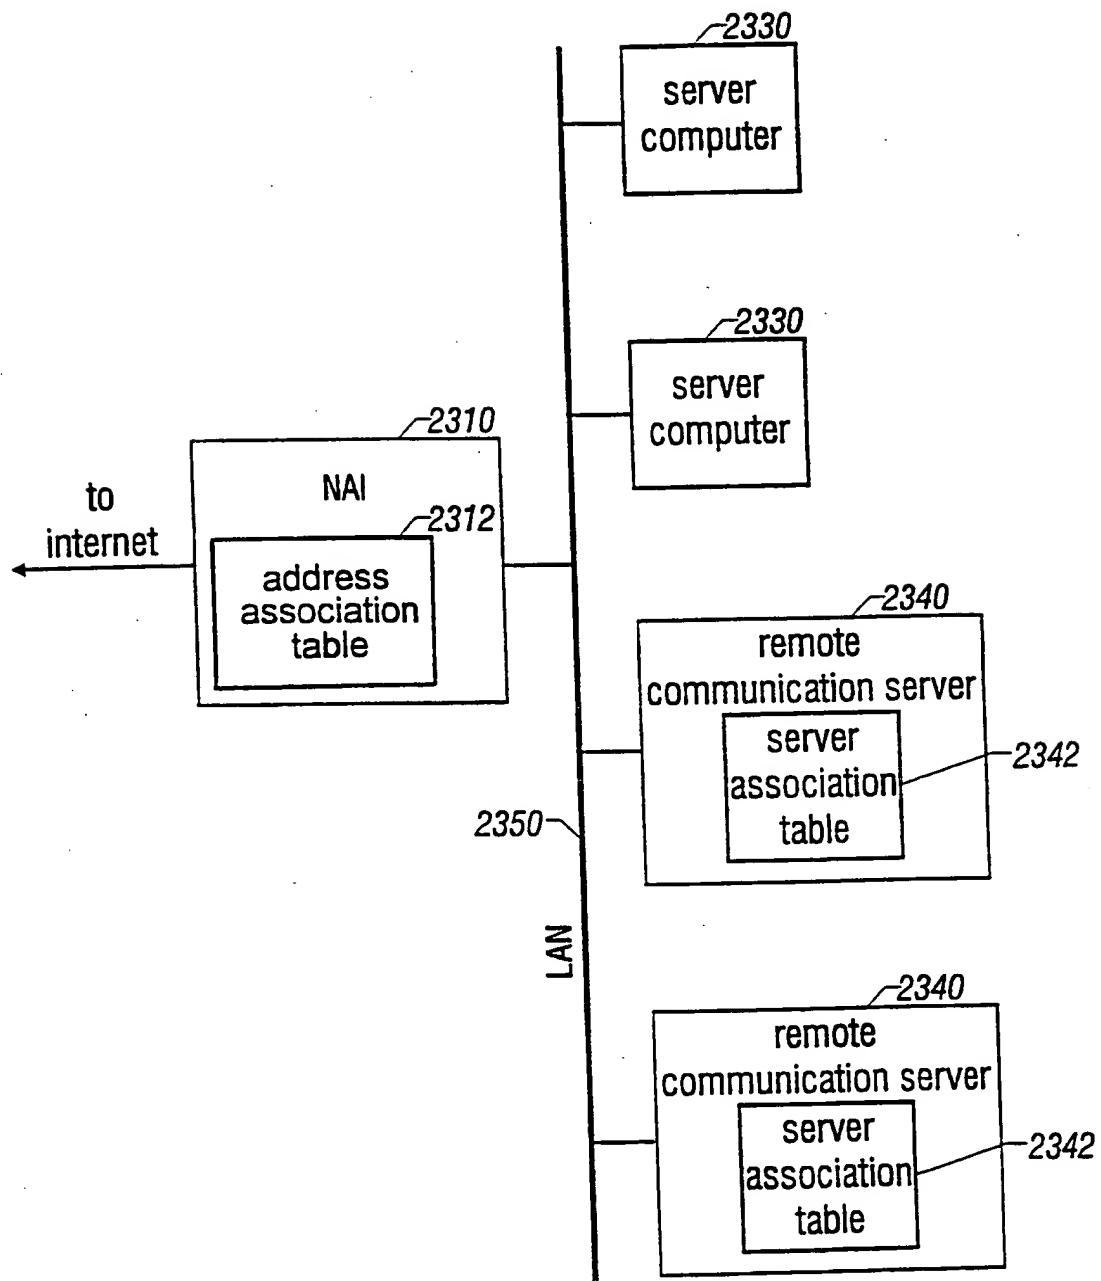 2330
server
computer
2330
server
computer
2310
NAI
to
internet
2312
address
association
table
2340
remote
communication server
server
association
table
2342
2350
LAN
2340
remote
communication server
server
association
table
2342